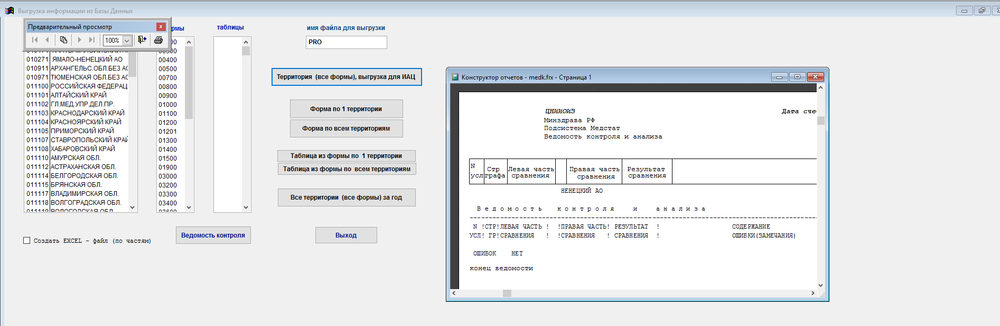 Выгрузка информации из Базы Данных
Предварительный просмотр
100%
таблицы
имя файла для выгрузки
PRO
010271 ЯМАЛО-НЕНЕЦКИЙ АО
010911 АРХАНГЕЛЬС.ОБЛ.БЕЗ АО
010971 ТЮМЕНСКАЯ ОБЛ.БЕЗ А
011100 РОССИЙСКАЯ ФЕДЕРАЦ
011101 АЛТАЙСКИЙ КРАЙ
011102 ГЛ.МЕД.УПР.ДЕЛ.ПР.
011103 КРАСНОДАРСКИЙ КРАЙ
011104 КРАСНОЯРСКИЙ КРАЙ
011105 ПРИМОРСКИЙ КРАЙ
011107 СТАВРОПОЛЬСКИЙ КРАЙ
011108 ХАБАРОВСКИЙ КРАЙ
011110 АМУРСКАЯ ОБЛ.
011112 АСТРАХАНСКАЯ ОБЛ.
011114 БЕЛГОРОДСКАЯ ОБЛ.
011115 БРЯНСКАЯ ОБЛ.
011117 ВЛАДИМИРСКАЯ ОБЛ.
011118 ВОЛГОГРАДСКАЯ ОБЛ.
011119 ВОЛОГОДСКАЯ ОБЛ
рмы
00300
00400
00500
00700
00800
00900
01000
01100
01200
01201
01300
01400
01500
01900
03000
03200
03300
03400
03600
Территория (все формы), выгрузка для ИАЦ
Форма по 1 территории
Форма по всем территориям
Таблица из формы по 1 территории
Таблица из формы по всем территориям
Все территории (все формы) за год
Создать EXCEL - файл (по частям)
Ведомость контроля
Выход
Конструктор отчетов - medk.frx - Страница 1
ЦНИИОИЗ
Дата сче
Минздрава РФ
Подсистема Медстат
Ведомость контроля и анализа
N усл
Стр графа
Левая часть сравнения
Правая часть сравнения
Результат сравнения
НЕНЕЦКИЙ АО
В е д о м о с т ь к о н т р о л я и а н а л и з а
N !СТР!ЛЕВАЯ ЧАСТЬ ! !ПРАВАЯ ЧАСТЬ! РЕЗУЛЬТАТ ! СОДЕРЖАНИЕ
УСЛ! ГР!СРАВНЕНИЯ ! !СРАВНЕНИЯ ! СРАВНЕНИЯ ! ОШИБКИ(ЗАМЕЧАНИЯ)
ОШИБОК НЕТ
конец ведомости